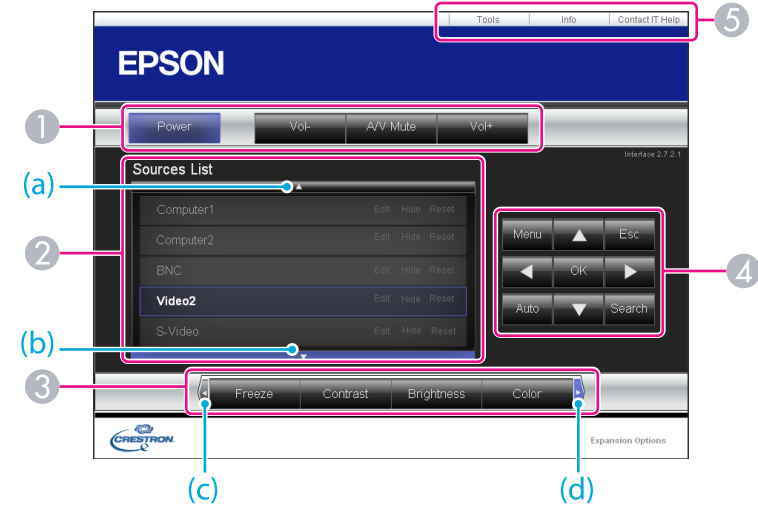 Tools Info Contact IT Help 5
EPSON
1 Power Vol- A/V Mute Vol+
Interface 2.7.2.1
Sources List
(a)
Computer1 Edit Hide Reset
Menu Esc
Computer2 Edit Hide Reset
2 BNC Edit Hide Reset OK 4
Video2 Edit Hide Reset
Auto Search
S-Video Edit Hide Reset
(b)
3 Freeze Contrast Brightness Color
CRESTRON Expansion Options
(c) (d)